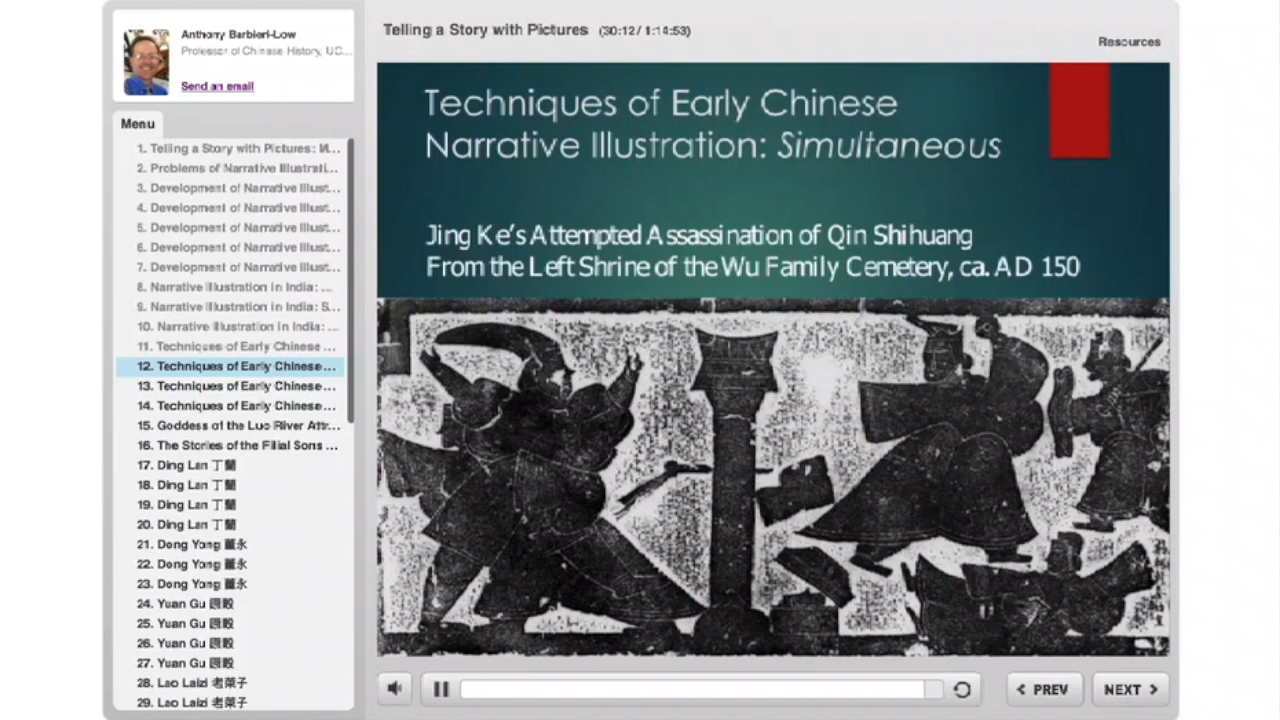 Anthony Barbieri-Low
Professor of Chinese History, UC...
Send an email
Menu
1. Telling a Story with Pictures: M...
2. Problems of Narrative Illustrati...
3. Development of Narrative Illust...
4. Development of Narrative Illust...
5. Development of Narrative Illust...
6. Development of Narrative Illust...
7. Development of Narrative Illust...
8. Narrative Illustration in India: ...
9. Narrative Illustration in India: S...
10. Narrative Illustration in India: ...
11. Techniques of Early Chinese ...
12. Techniques of Early Chinese ...
13. Techniques of Early Chinese ...
14. Techniques of Early Chinese ...
15. Goddess of the Luo River Attr...
16. The Stories of the Filial Sons ...
17. Ding Lan 丁蘭
18. Ding Lan 丁蘭
19. Ding Lan 丁蘭
20. Ding Lan 丁蘭
21. Dong Yong 董永
22. Dong Yong 董永
23. Dong Yong 董永
24. Yuan Gu 原穀
25. Yuan Gu 原穀
26. Yuan Gu 原穀
27. Yuan Gu 原穀
28. Lao Laizi 老萊子
29. Lao Laizi 老萊子
Telling a Story with Pictures (30:12 / 1:14:53)
Resources
Techniques of Early Chinese
Narrative Illustration: Simultaneous
Jing Ke's Attempted Assassination of Qin Shihuang
From the Left Shrine of the Wu Family Cemetery, ca. AD 150
PREV
NEXT